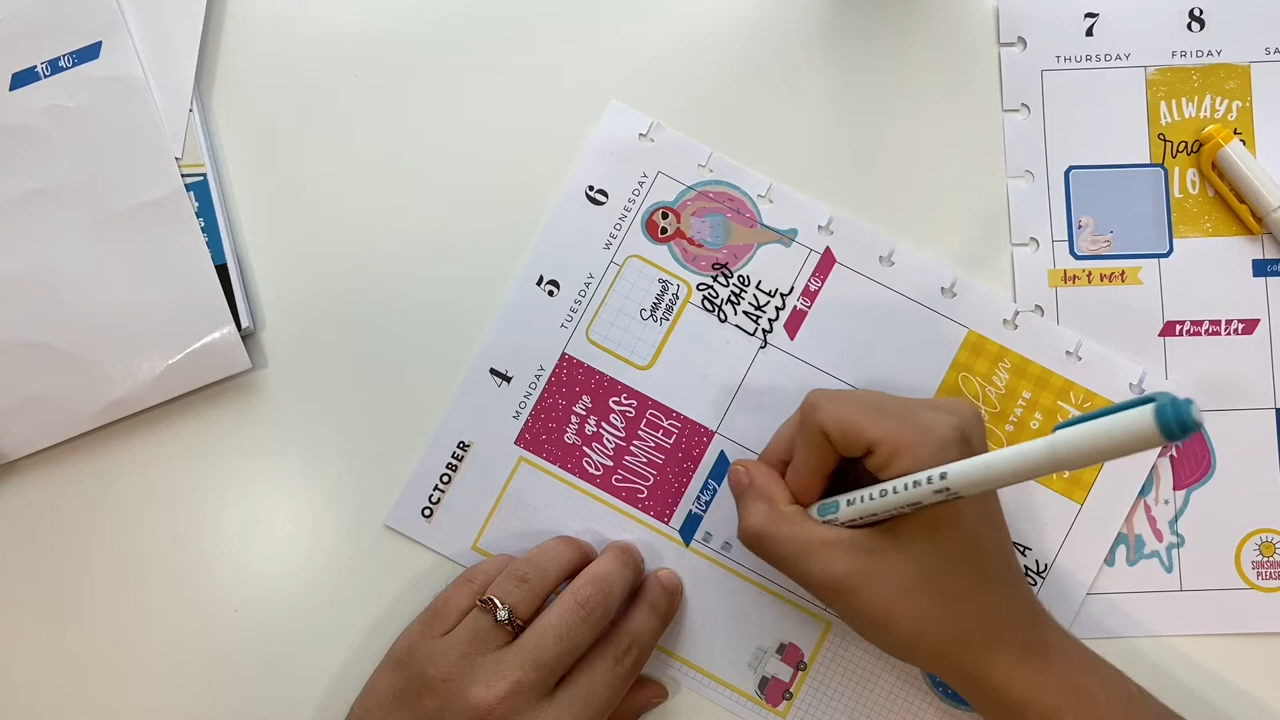 to do:
7
8
THURSDAY
FRIDAY
ALWAYS
don't wait
remember
SUNSHINE
PLEASE
6
WEDNESDAY
5
TUESDAY
4
MONDAY
OCTOBER
SUMMER
VIBES
go to
the
LAKE
to do:
give me
an
endless
SUMMER
today
golden
STATE
OF
MILDLINER